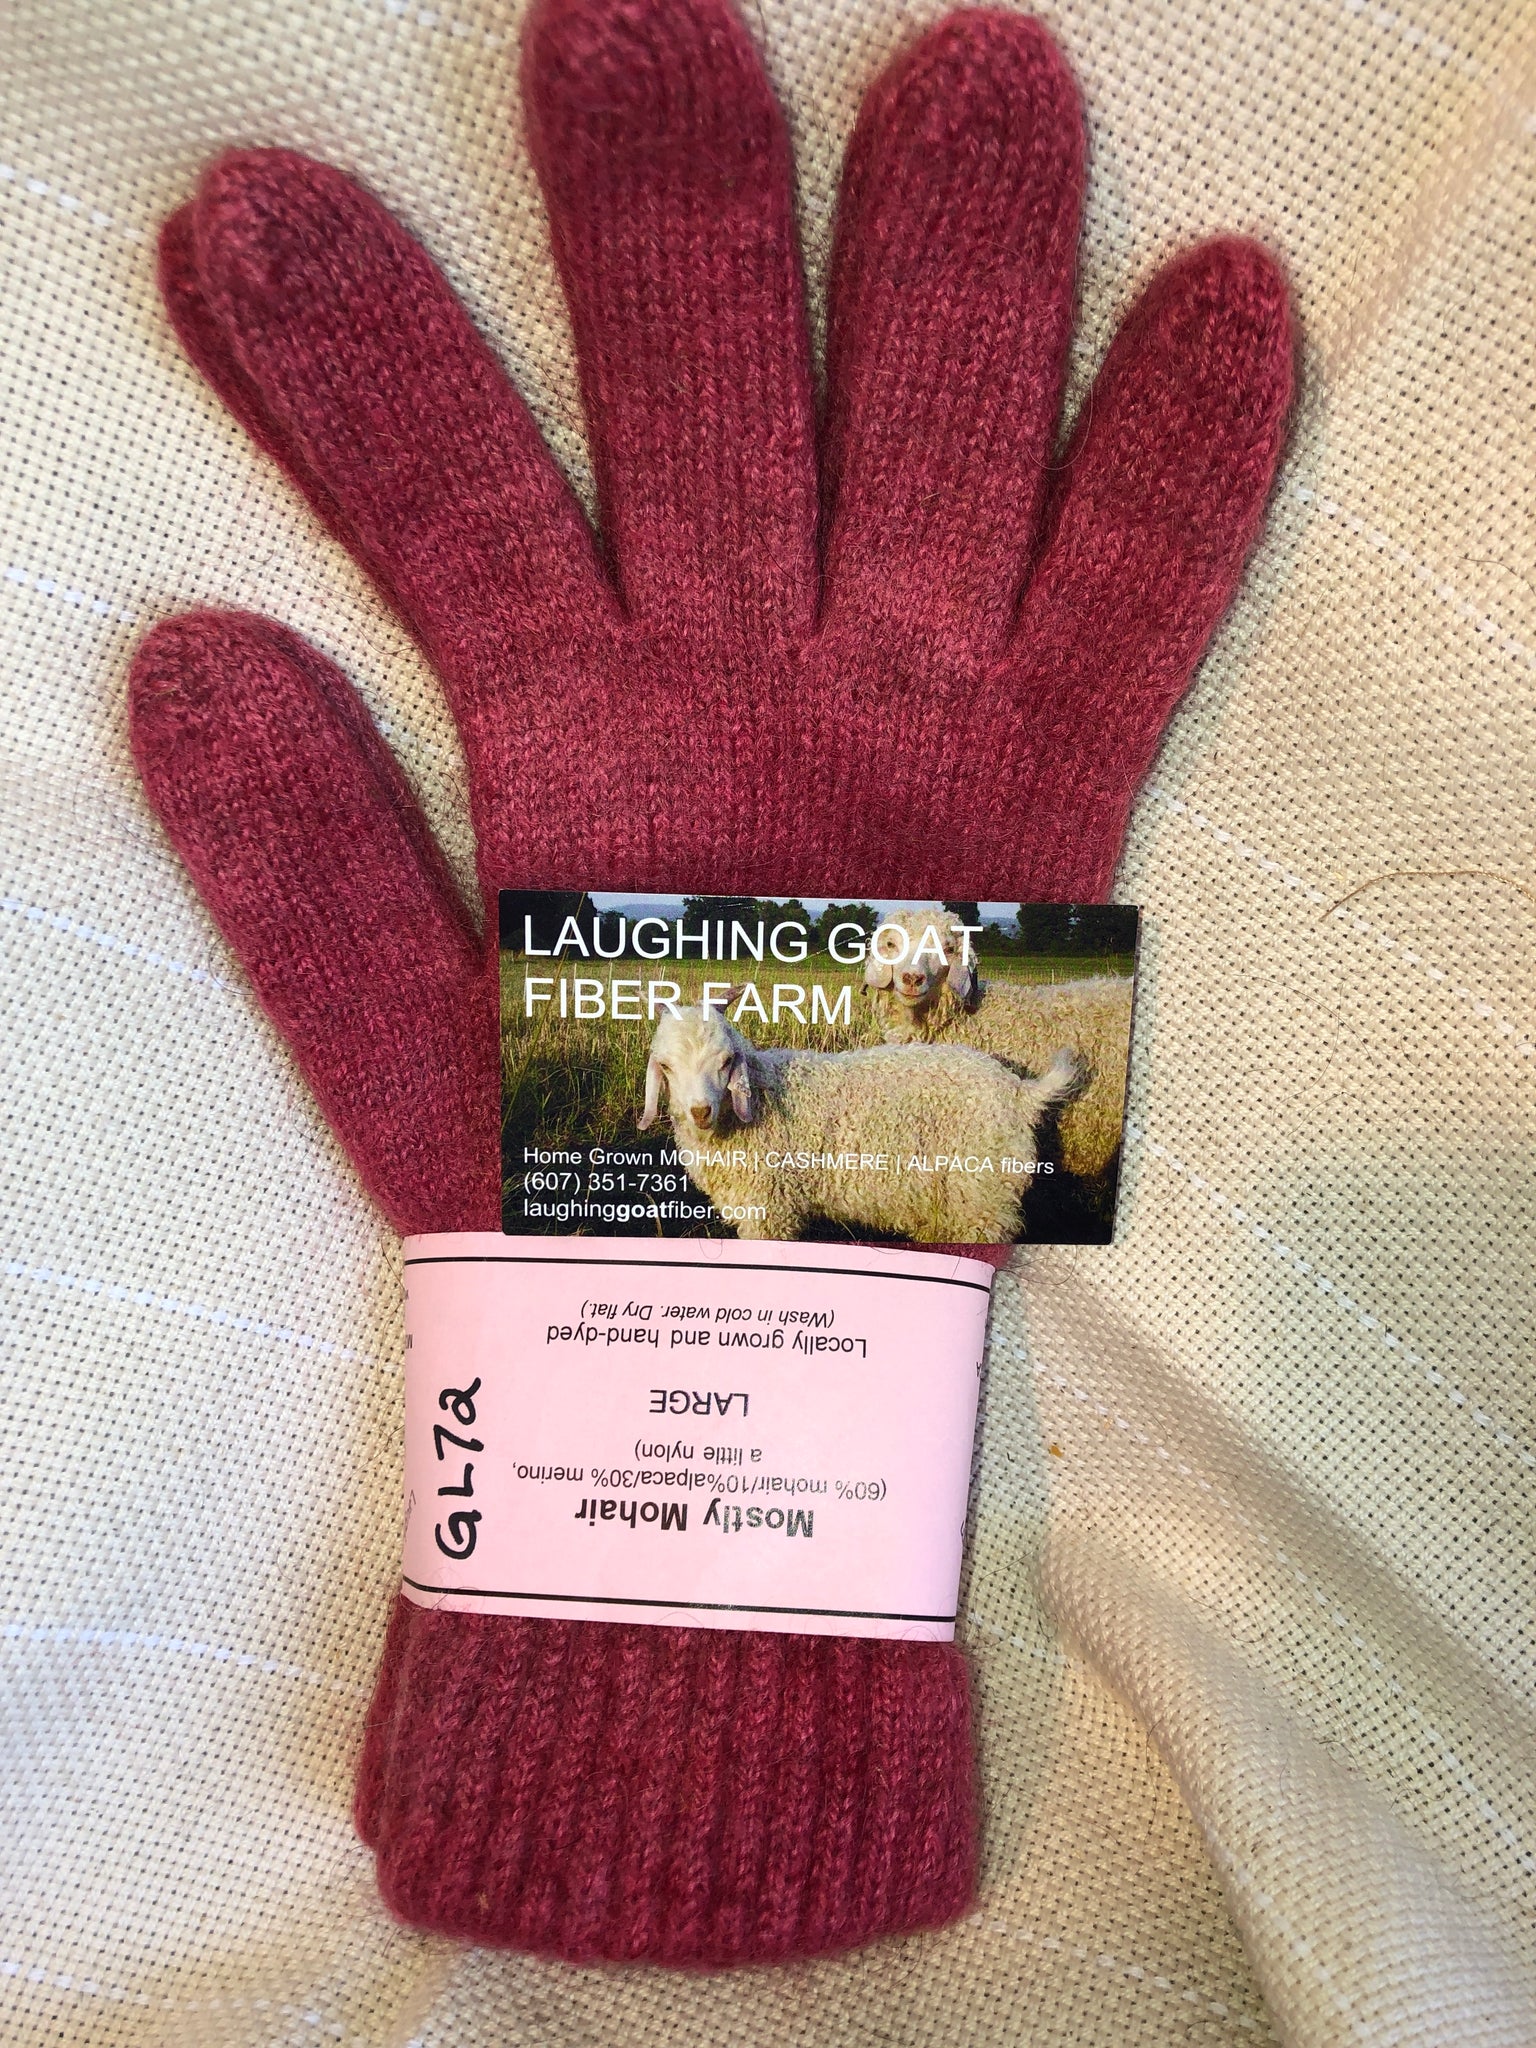 LAUGHING GOAT
FIBER FARM
Home Grown MOHAIR | CASHMERE | ALPACA fibers
(607) 351-7361
laughinggoatfiber.com
Mostly Mohair
(60% mohair/10%alpaca/30% merino,
a little nylon)
LARGE
Locally grown and hand-dyed
(Wash in cold water. Dry flat.)
GL72